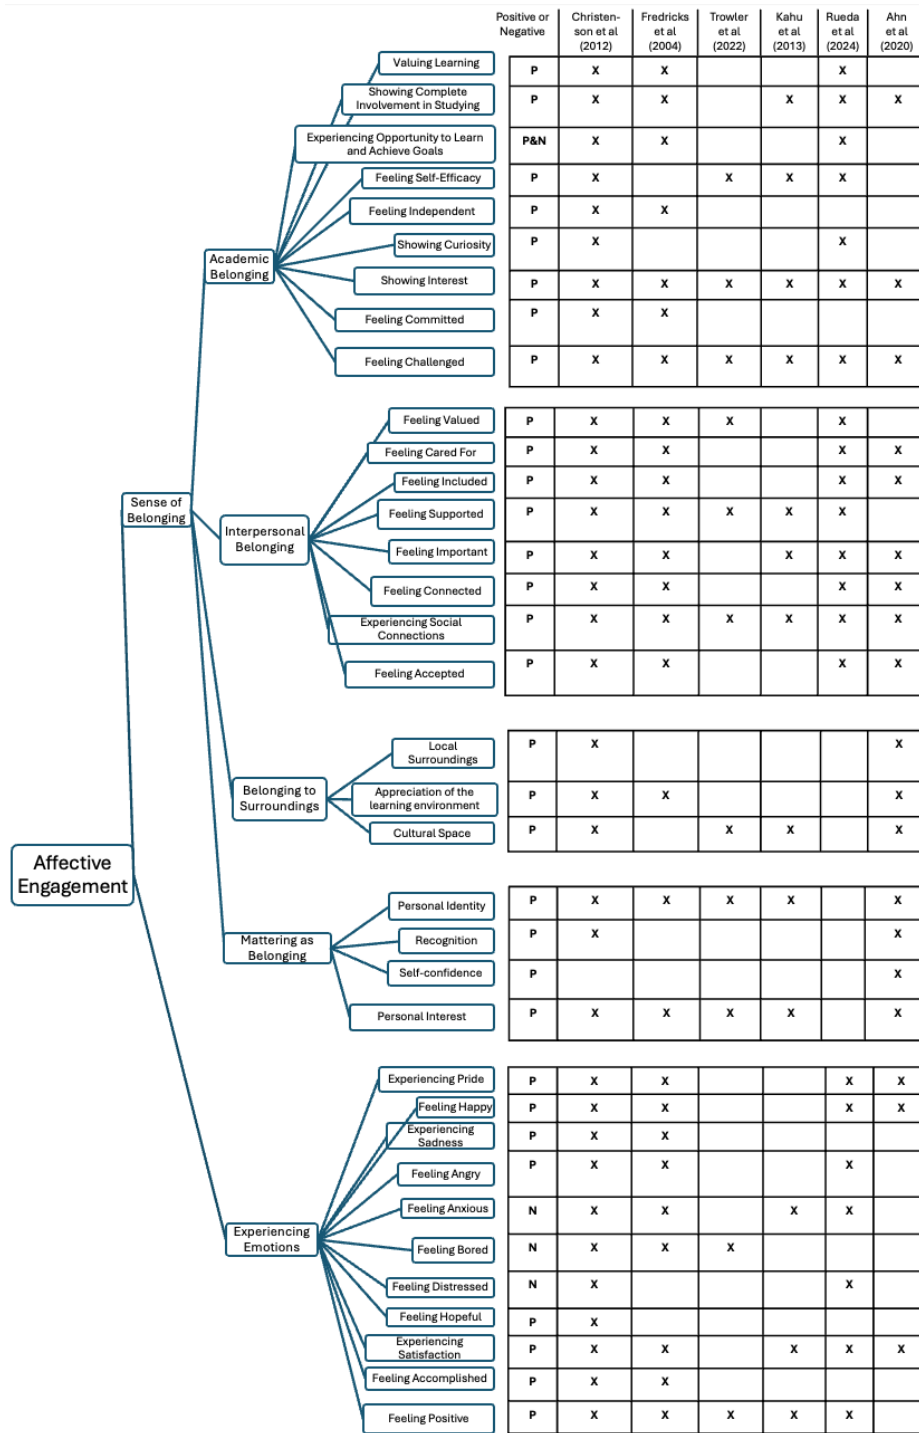 Positive or
Negative
Christen-
son et al
(2012)
Fredricks
et al
(2004)
Trowler
et al
(2022)
Kahu
et al
(2013)
Rueda
et al
(2024)
Ahn
et al
(2020)
Valuing Learning
P X X X
Showing Complete
Involvement in Studying
P X X X X X
Experiencing Opportunity to Learn
and Achieve Goals
P&N X X X
Feeling Self-Efficacy
P X X X X
Feeling Independent
P X X
Showing Curiosity
P X X
Academic
Belonging
Showing Interest
P X X X X X X
Feeling Committed
P X X
Feeling Challenged
P X X X X X X
Feeling Valued
P X X X X
Feeling Cared For
P X X X X
Feeling Included
P X X X X
Sense of
Belonging
Feeling Supported
P X X X X X
Interpersonal
Belonging
Feeling Important
P X X X X X
Feeling Connected
P X X X X
Experiencing Social
Connections
P X X X X X X
Feeling Accepted
P X X X X
Local
Surroundings
P X X
Belonging to
Surroundings
Appreciation of the
learning environment
P X X X
Cultural Space
P X X X X
Affective
Engagement
Personal Identity
P X X X X X
Mattering as
Belonging
Recognition
P X X
Self-confidence
P X
Personal Interest
P X X X X X
Experiencing Pride
P X X X X
Feeling Happy
P X X X X
Experiencing
Sadness
P X X
Feeling Angry
P X X X
Feeling Anxious
N X X X X
Experiencing
Emotions
Feeling Bored
N X X X
Feeling Distressed
N X X
Feeling Hopeful
P X
Experiencing
Satisfaction
P X X X X X
Feeling Accomplished
P X X
Feeling Positive
P X X X X X